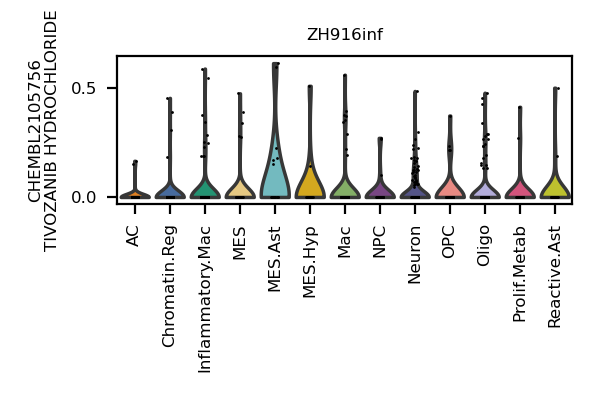 ZH916inf
CHEMBL2105756
TIVOZANIB HYDROCHLORIDE
0.5
0.0
AC
Chromatin.Reg
Inflammatory.Mac
MES
MES.Ast
MES.Hyp
Mac
NPC
Neuron
OPC
Oligo
Prolif.Metab
Reactive.Ast